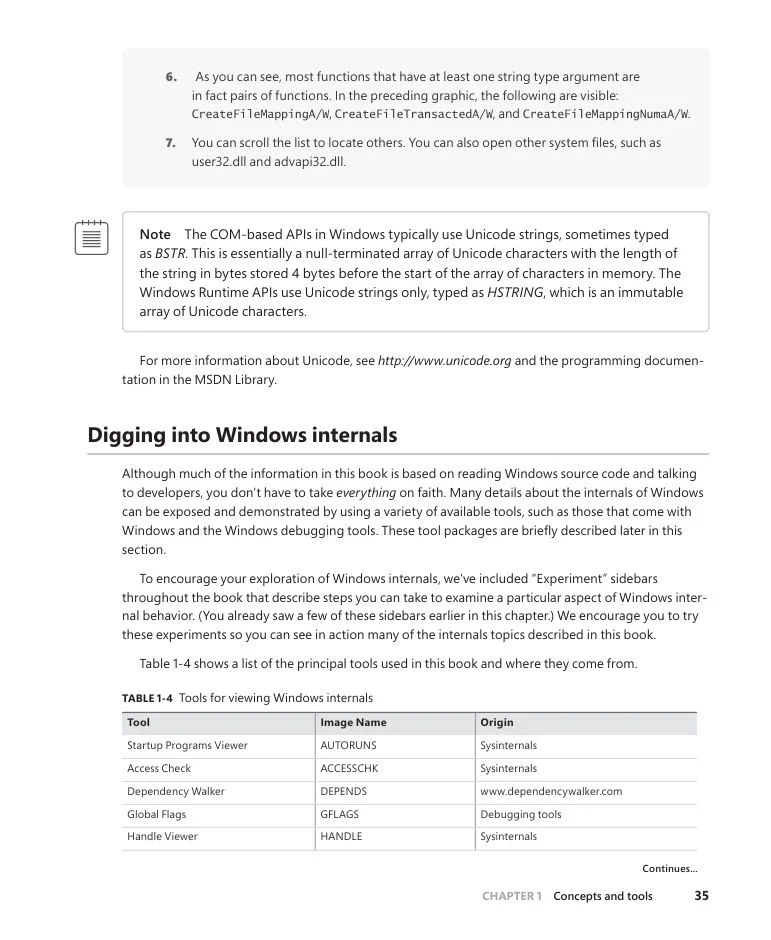 6. As you can see, most functions that have at least one string type argument are
in fact pairs of functions. In the preceding graphic, the following are visible:
CreateFileMappingA/W, CreateFileTransactedA/W, and CreateFileMappingNumaA/W.
7. You can scroll the list to locate others. You can also open other system files, such as
user32.dll and advapi32.dll.
Note The COM-based APIs in Windows typically use Unicode strings, sometimes typed
as BSTR. This is essentially a null-terminated array of Unicode characters with the length of
the string in bytes stored 4 bytes before the start of the array of characters in memory. The
Windows Runtime APIs use Unicode strings only, typed as HSTRING, which is an immutable
array of Unicode characters.
For more information about Unicode, see http://www.unicode.org and the programming documen-
tation in the MSDN Library.
Digging into Windows internals
Although much of the information in this book is based on reading Windows source code and talking
to developers, you don’t have to take everything on faith. Many details about the internals of Windows
can be exposed and demonstrated by using a variety of available tools, such as those that come with
Windows and the Windows debugging tools. These tool packages are briefly described later in this
section.
To encourage your exploration of Windows internals, we’ve included “Experiment” sidebars
throughout the book that describe steps you can take to examine a particular aspect of Windows inter-
nal behavior. (You already saw a few of these sidebars earlier in this chapter.) We encourage you to try
these experiments so you can see in action many of the internals topics described in this book.
Table 1-4 shows a list of the principal tools used in this book and where they come from.
TABLE 1-4 Tools for viewing Windows internals
Tool Image Name Origin
Startup Programs Viewer AUTORUNS Sysinternals
Access Check ACCESSCHK Sysinternals
Dependency Walker DEPENDS www.dependencywalker.com
Global Flags GFLAGS Debugging tools
Handle Viewer HANDLE Sysinternals
Continues...
CHAPTER 1 Concepts and tools 35